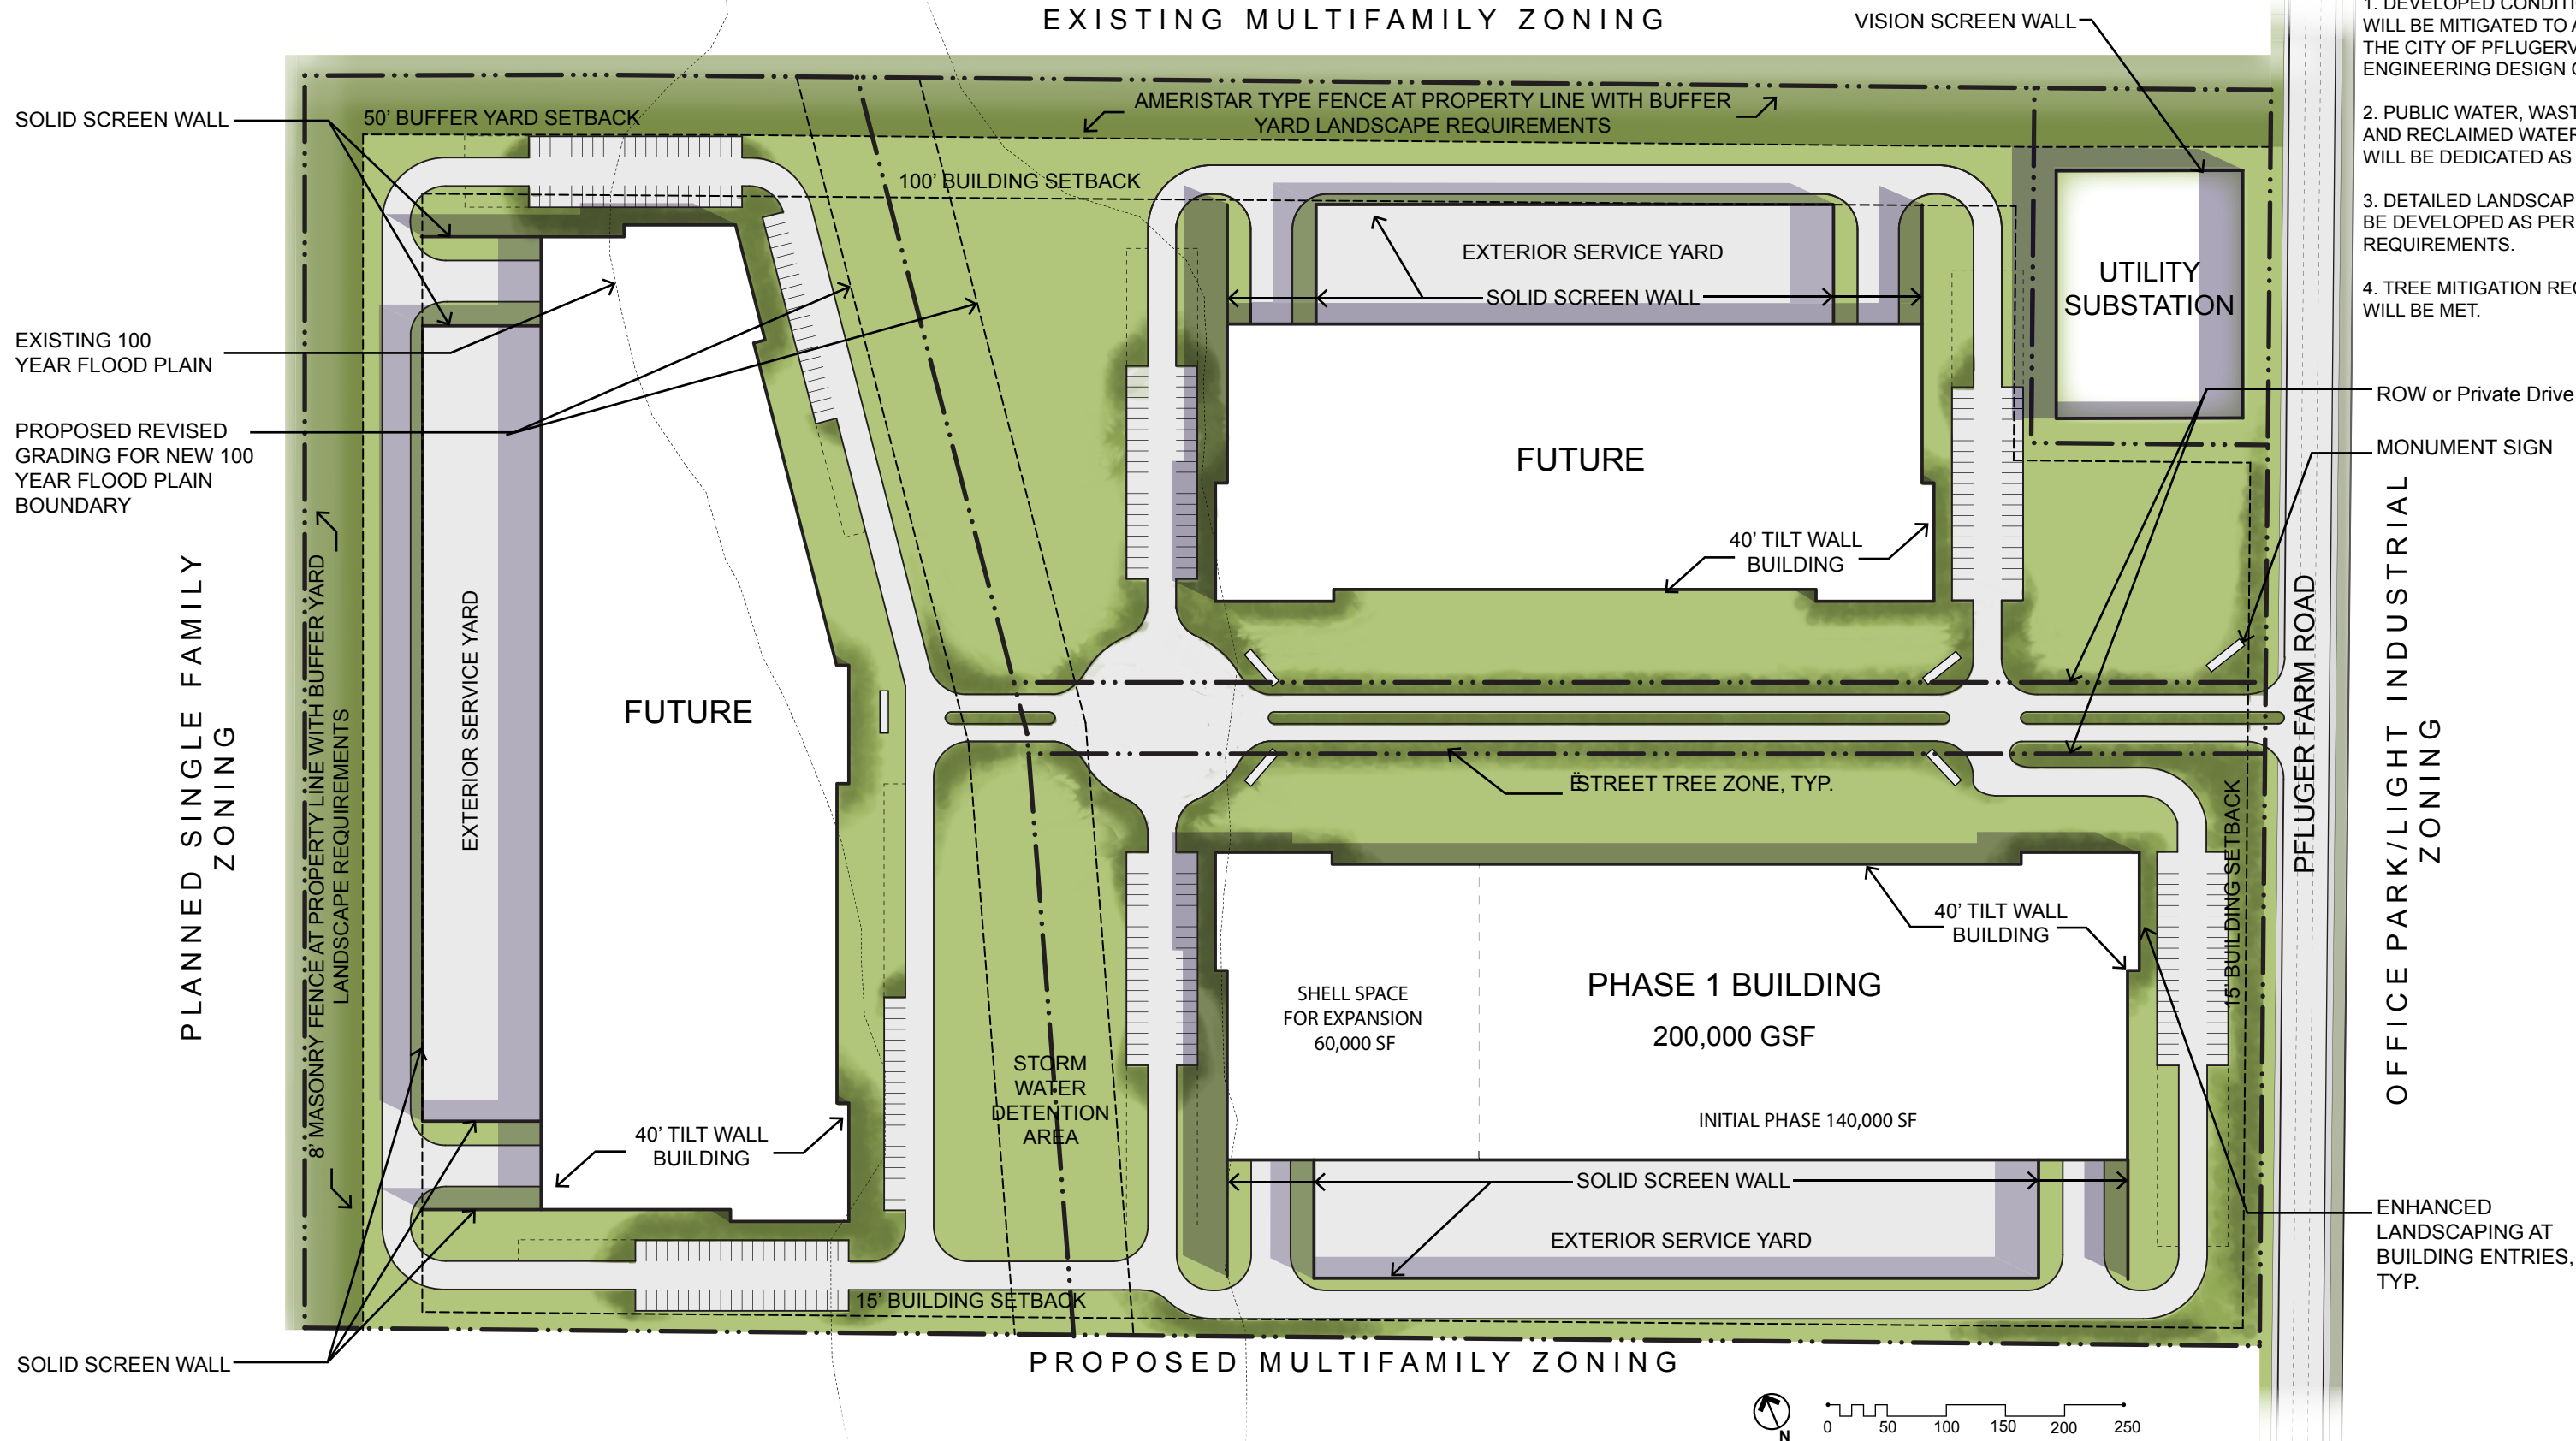 EXISTING MULTIFAMILY ZONING
VISION SCREEN WALL
WILL BE MITIGATED TO
THE CITY OF
ENGINEERING DESIGN
2. PUBLIC WATER,
AND RECLAIMED WATER
WILL BE DEDICATED AS
3. DETAILED
BE DEVELOPED AS PER
REQUIREMENTS.
4. TREE MITIGATION
WILL BE MET.
SOLID SCREEN WALL
50' BUFFER YARD SETBACK
AMERISTAR TYPE FENCE AT PROPERTY LINE WITH BUFFER
YARD LANDSCAPE REQUIREMENTS
100' BUILDING SETBACK
EXTERIOR SERVICE YARD
SOLID SCREEN WALL
UTILITY
SUBSTATION
EXISTING 100
YEAR FLOOD PLAIN
PROPOSED REVISED
GRADING FOR NEW 100
YEAR FLOOD PLAIN
BOUNDARY
ROW or Private Drive
MONUMENT SIGN
FUTURE
40' TILT WALL
BUILDING
PLANNED SINGLE FAMILY
ZONING
8' MASONRY FENCE AT PROPERTY LINE WITH BUFFER YARD
LANDSCAPE REQUIREMENTS
EXTERIOR SERVICE YARD
FUTURE
PFLUGER FARM ROAD
OFFICE PARK/LIGHT INDUSTRIAL
ZONING
ËSTREET TREE ZONE, TYP.
15' BUILDING SETBACK
40' TILT WALL
BUILDING
PHASE 1 BUILDING
200,000 GSF
SHELL SPACE
FOR EXPANSION
60,000 SF
INITIAL PHASE 140,000 SF
STORM
WATER
DETENTION
AREA
40' TILT WALL
BUILDING
SOLID SCREEN WALL
EXTERIOR SERVICE YARD
ENHANCED
LANDSCAPING AT
BUILDING ENTRIES,
TYP.
15' BUILDING SETBACK
SOLID SCREEN WALL
PROPOSED MULTIFAMILY ZONING
N
0 50 100 150 200 250